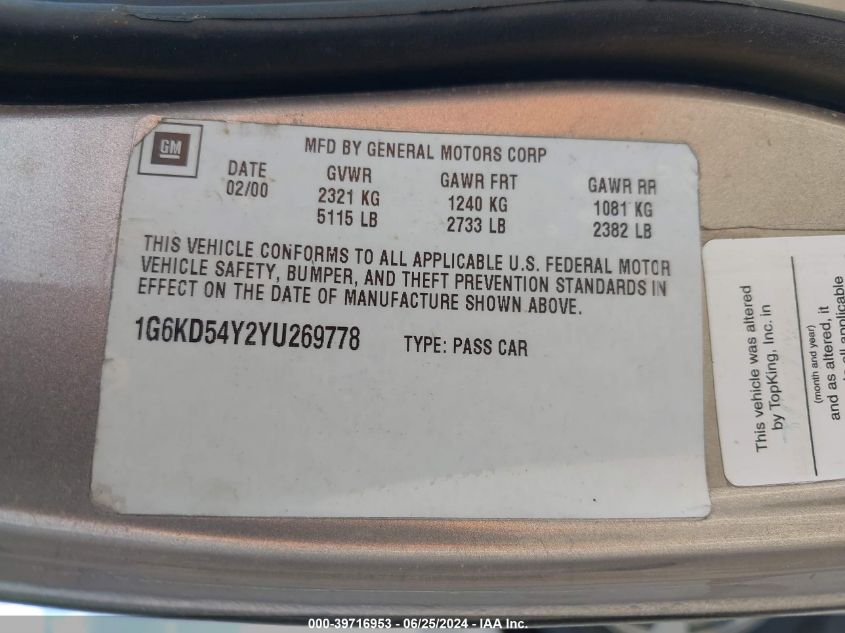 GM
MFD BY GENERAL MOTORS CORP
DATE GVWR GAWR FRT GAWR RR
02/00 2321 KG 1240 KG 1081 KG
5115 LB 2733 LB 2382 LB
THIS VEHICLE CONFORMS TO ALL APPLICABLE U.S. FEDERAL MOTOR
VEHICLE SAFETY, BUMPER, AND THEFT PREVENTION STANDARDS IN
EFFECT ON THE DATE OF MANUFACTURE SHOWN ABOVE.
1G6KD54Y2YU269778 TYPE: PASS CAR
This vehicle was altered
by TopKing, Inc. in
(month and year)
and as altered, it
to all applicable
000-39716953 - 06/25/2024 - IAA Inc.